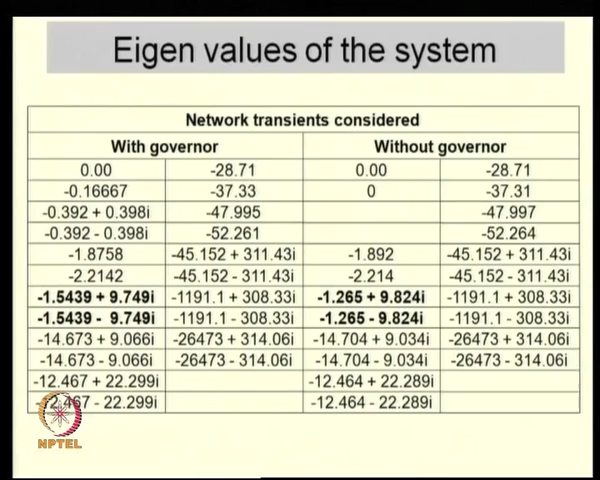 Eigen values of the system
Network transients considered
With governor Without governor
0.00 -28.71 0.00 -28.71
-0.16667 -37.33 0 -37.31
-0.392 + 0.398i -47.995 -47.997
-0.392 - 0.398i -52.261 -52.264
-1.8758 -45.152 + 311.43i -1.892 -45.152 + 311.43i
-2.2142 -45.152 - 311.43i -2.214 -45.152 - 311.43i
-1.5439 + 9.749i -1191.1 + 308.33i -1.265 + 9.824i -1191.1 + 308.33i
-1.5439 - 9.749i -1191.1 - 308.33i -1.265 - 9.824i -1191.1 - 308.33i
-14.673 + 9.066i -26473 + 314.06i -14.704 + 9.034i -26473 + 314.06i
-14.673 - 9.066i -26473 - 314.06i -14.704 - 9.034i -26473 - 314.06i
-12.467 + 22.299i -12.464 + 22.289i
-12.467 - 22.299i -12.464 - 22.289i
NPTEL